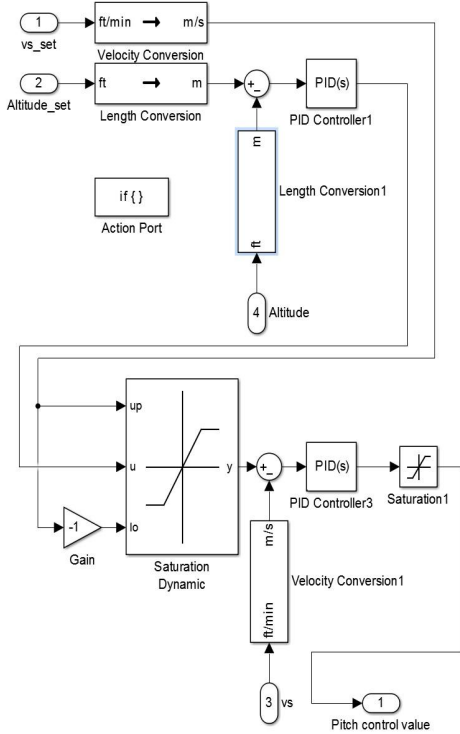 1
ft/min
m/s
vs_set
Velocity Conversion
2
ft
m
+
−
PID(s)
Altitude_set
Length Conversion
PID Controller1
m
if { }
Length Conversion1
Action Port
ft
4
Altitude
up
u
y
+
−
PID(s)
PID Controller3
Saturation1
-1
lo
m/s
Gain
Saturation
Dynamic
Velocity Conversion1
ft/min
3
vs
1
Pitch control value